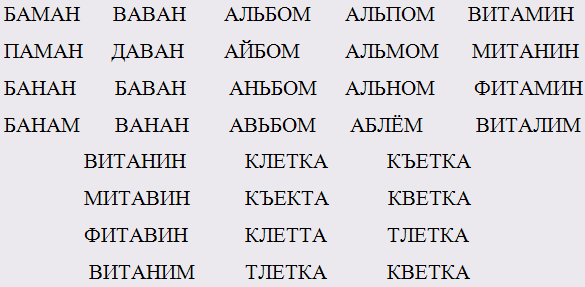 БАМАН ВАВАН АЛЬБОМ АЛЬПОМ ВИТАМИН
ПАМАН ДАВАН АЙБОМ АЛЬМОМ МИТАНИН
БАНАН БАВАН АНЬБОМ АЛЬНОМ ФИТАМИН
БАНАМ ВАНАН АВЬБОМ АБЛЁМ ВИТАЛИМ
ВИТАНИН КЛЕТКА КЪЕТКА
МИТАВИН КЪЕКТА КВЕТКА
ФИТАВИН КЛЕТТА ТЛЕТКА
ВИТАНИМ ТЛЕТКА КВЕТКА